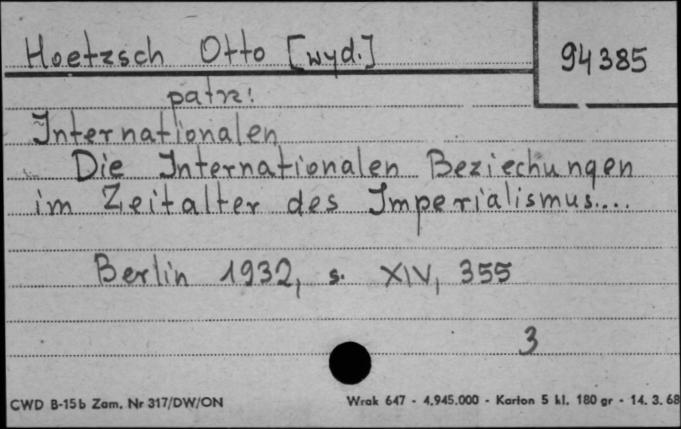 Hoetzsch Otto [wyd.]
94385
patrz:
Internationalen
Die Internationalen Beziechungen
im Zeitalter des Imperialismus....
Berlin 1932, s. XIV, 355
3
CWD B-15b Zam. Nr 317/DW/ON
Wrak 647 - 4.945.000 - Karton 5 kl. 180 gr - 14. 3. 68